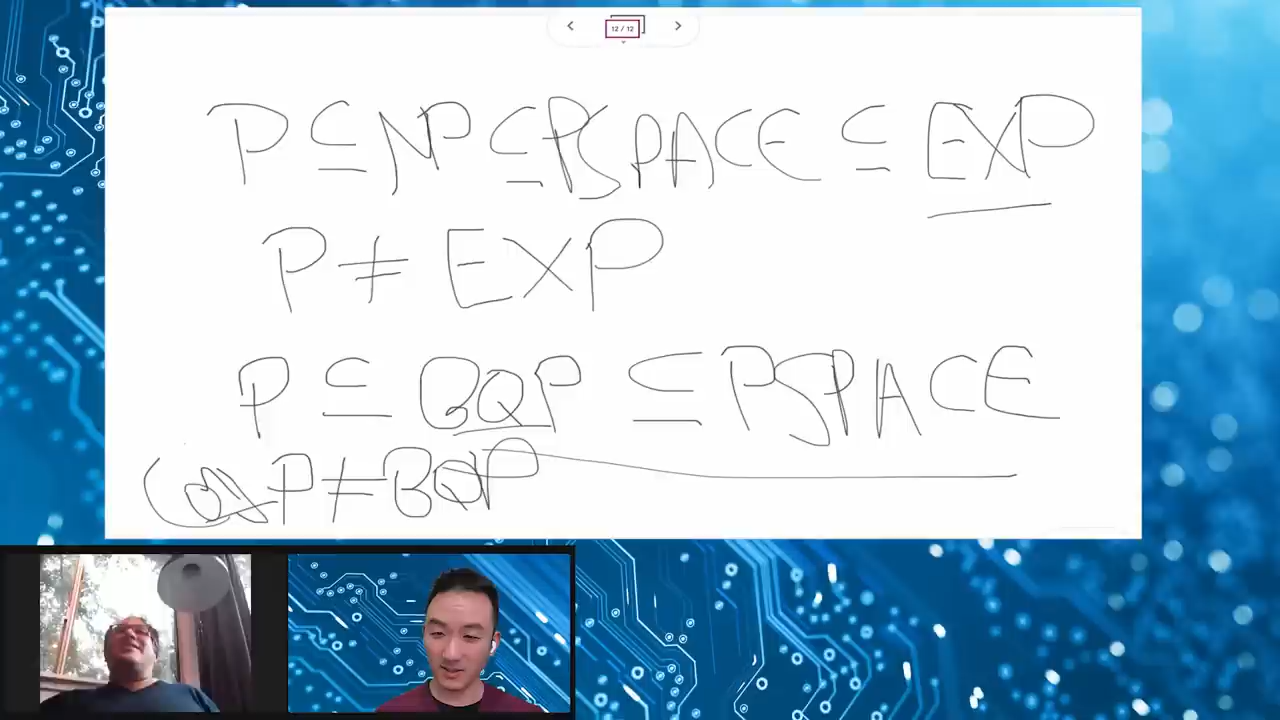 12 / 12
P ⊆ NP ⊆ PSPACE ⊆ EXP
P ≠ EXP
P ⊆ BQP ⊆ PSPACE
P ≠ BQP